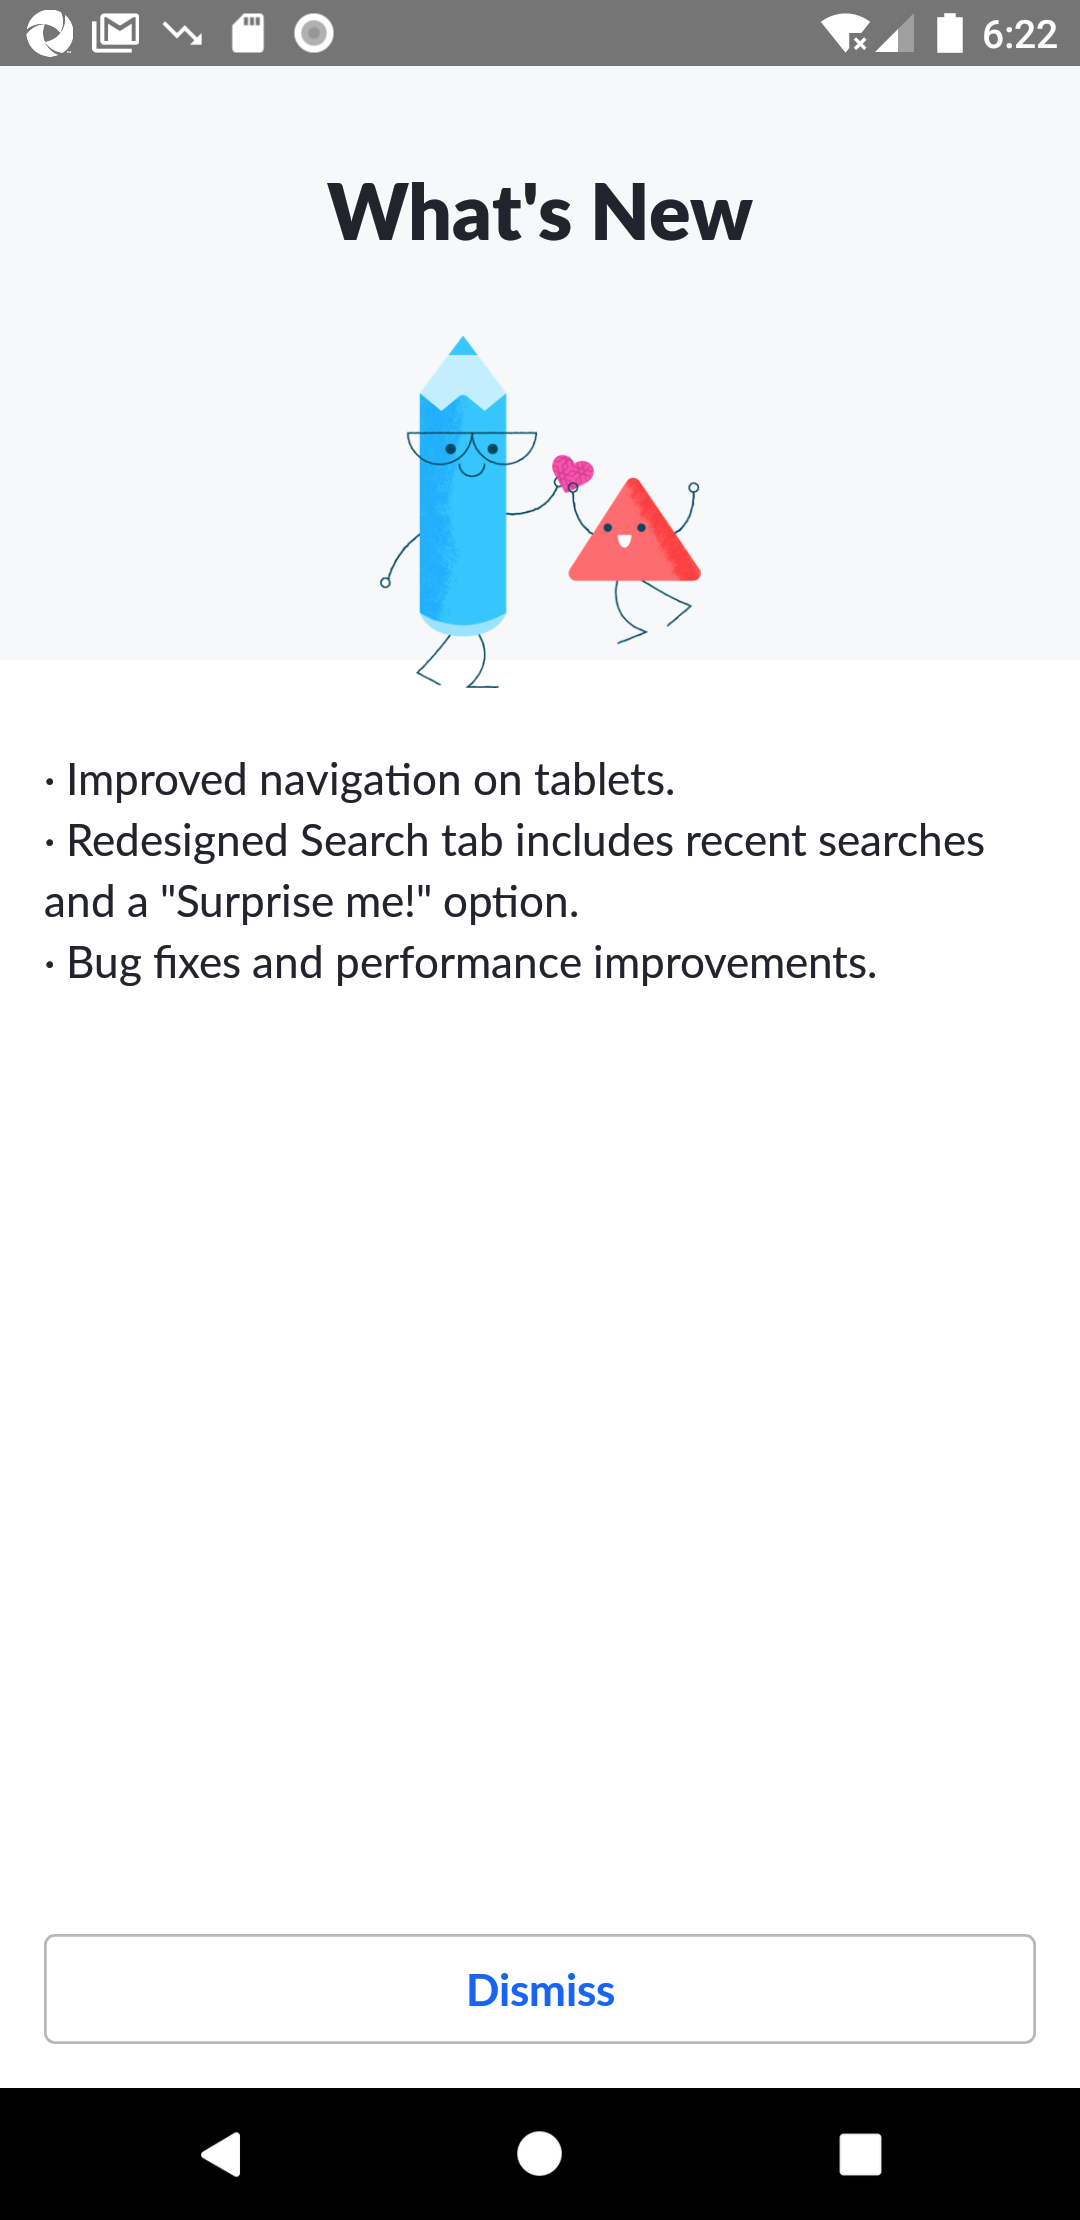 6:22
What's New
· Improved navigation on tablets.
· Redesigned Search tab includes recent searches
and a "Surprise me!" option.
· Bug fixes and performance improvements.
Dismiss